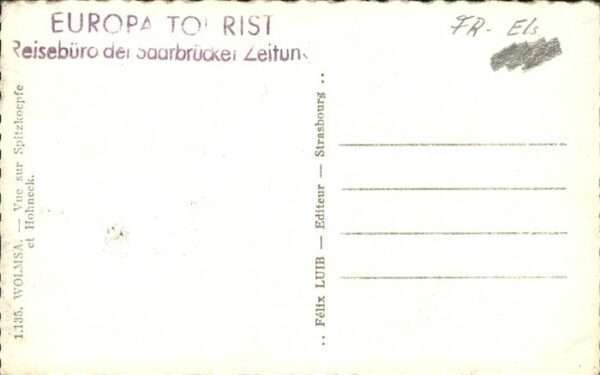 EUROPA TOURIST
Reisebüro der Saarbrücker Zeitung
FR- Els
1.135. WOLMSA. — Vue sur Spitzkoepfe
et Hohneck.
.. Félix LUIB — Editeur — Strasbourg ..